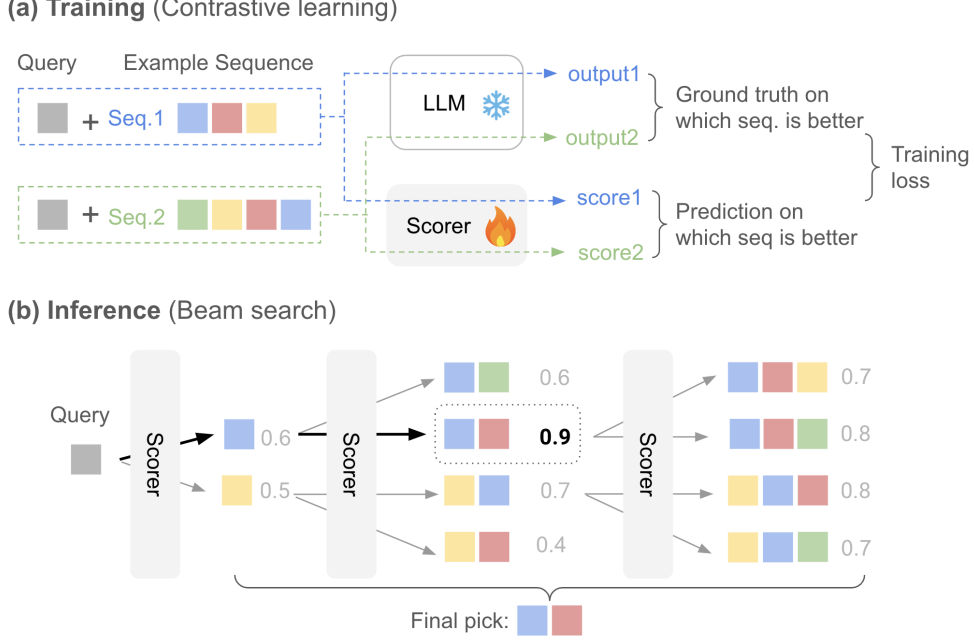 (a) Training (Contrastive learning)
Query
Example Sequence
+ Seq.1
+ Seq.2
LLM
Scorer
output1
output2
score1
score2
Ground truth on
which seq. is better
Prediction on
which seq is better
Training
loss
(b) Inference (Beam search)
Query
Scorer
0.6
0.5
Scorer
0.6
0.9
0.7
0.4
Scorer
0.7
0.8
0.8
0.7
Final pick: